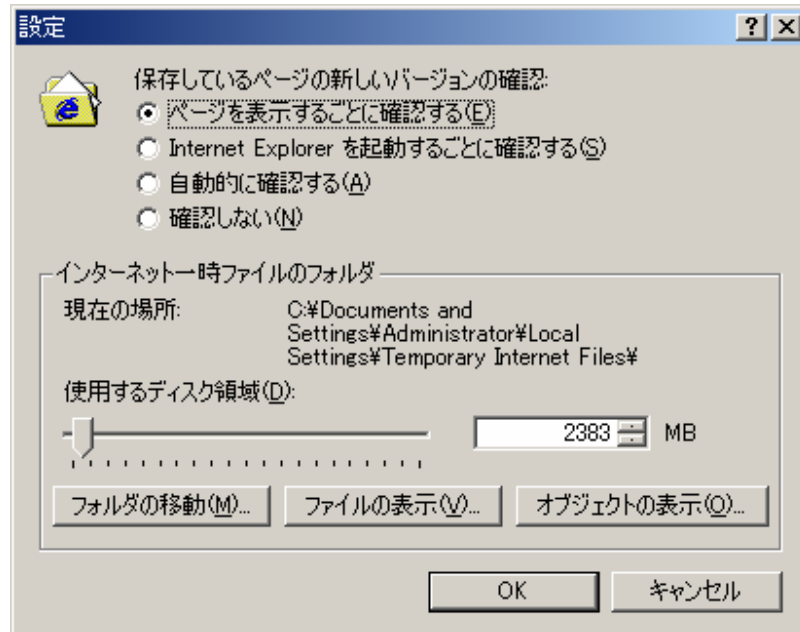 設定
保存しているページの新しいバージョンの確認:
ページを表示するごとに確認する(E)
Internet Explorer を起動するごとに確認する(S)
自動的に確認する(A)
確認しない(N)
インターネット一時ファイルのフォルダ
現在の場所: C:¥Documents and
Settings¥Administrator¥Local
Settings¥Temporary Internet Files¥
使用するディスク領域(D):
2383 MB
フォルダの移動(M)... ファイルの表示(V)... オブジェクトの表示(O)...
OK キャンセル